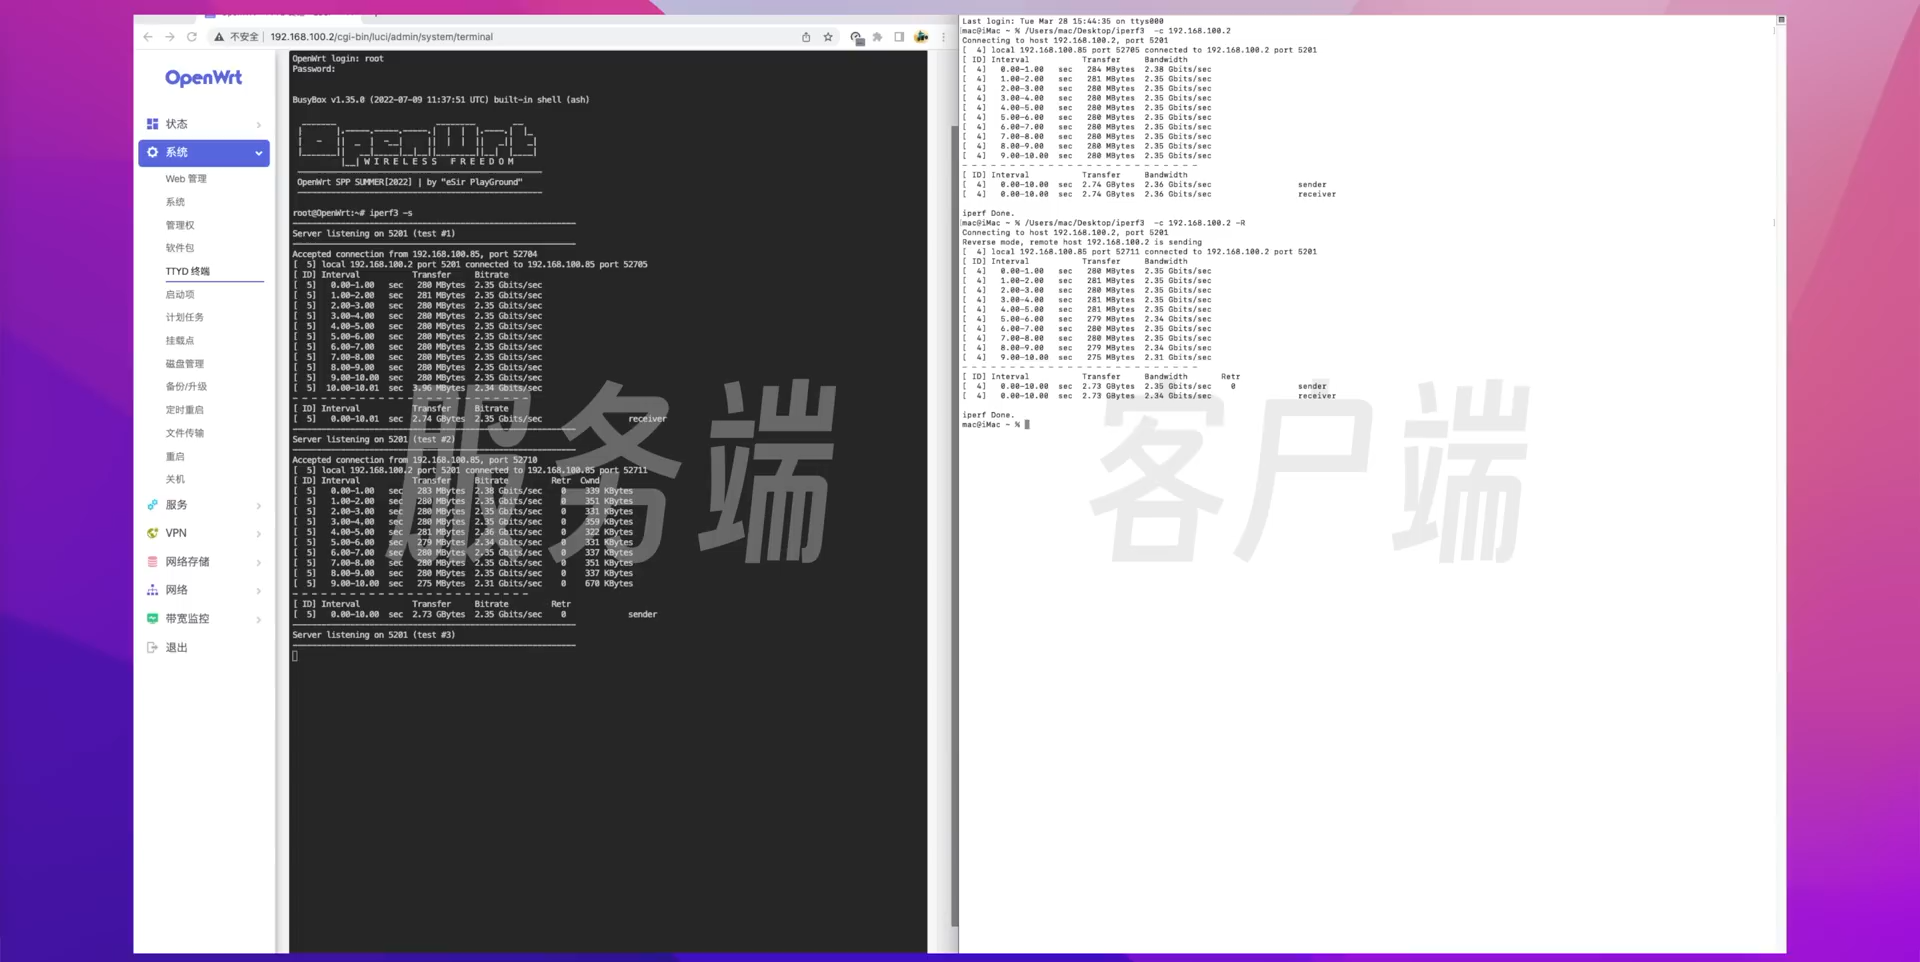 不安全 192.168.100.2/cgi-bin/luci/admin/system/terminal
OpenWrt
状态
系统
Web 管理
系统
管理权
软件包
TTYD 终端
启动项
计划任务
挂载点
磁盘管理
备份/升级
定时重启
文件传输
重启
关机
服务
VPN
网络存储
网络
带宽监控
退出
OpenWrt login: root
Password:
BusyBox v1.35.0 (2022-07-09 11:37:51 UTC) built-in shell (ash)
OpenWrt
W I R E L E S S   F R E E D O M
OpenWrt SPP SUMMER[2022] | by "eSir PlayGround"
root@OpenWrt:~# iperf3 -s
Server listening on 5201 (test #1)
Accepted connection from 192.168.100.85, port 52704
[  5] local 192.168.100.2 port 5201 connected to 192.168.100.85 port 52705
[ ID] Interval           Transfer     Bitrate
[  5]   0.00-1.00   sec   280 MBytes  2.35 Gbits/sec
[  5]   1.00-2.00   sec   281 MBytes  2.35 Gbits/sec
[  5]   2.00-3.00   sec   280 MBytes  2.35 Gbits/sec
[  5]   3.00-4.00   sec   280 MBytes  2.35 Gbits/sec
[  5]   4.00-5.00   sec   280 MBytes  2.35 Gbits/sec
[  5]   5.00-6.00   sec   280 MBytes  2.35 Gbits/sec
[  5]   6.00-7.00   sec   280 MBytes  2.35 Gbits/sec
[  5]   7.00-8.00   sec   280 MBytes  2.35 Gbits/sec
[  5]   8.00-9.00   sec   280 MBytes  2.35 Gbits/sec
[  5]   9.00-10.00  sec   280 MBytes  2.35 Gbits/sec
[  5]  10.00-10.01  sec  3.96 MBytes  2.34 Gbits/sec
[ ID] Interval           Transfer     Bitrate
[  5]   0.00-10.01  sec  2.74 GBytes  2.35 Gbits/sec                  receiver
Server listening on 5201 (test #2)
Accepted connection from 192.168.100.85, port 52710
[  5] local 192.168.100.2 port 5201 connected to 192.168.100.85 port 52711
[ ID] Interval           Transfer     Bitrate         Retr  Cwnd
[  5]   0.00-1.00   sec   283 MBytes  2.38 Gbits/sec    0    339 KBytes
[  5]   1.00-2.00   sec   280 MBytes  2.35 Gbits/sec    0    351 KBytes
[  5]   2.00-3.00   sec   280 MBytes  2.35 Gbits/sec    0    331 KBytes
[  5]   3.00-4.00   sec   280 MBytes  2.35 Gbits/sec    0    359 KBytes
[  5]   4.00-5.00   sec   281 MBytes  2.36 Gbits/sec    0    322 KBytes
[  5]   5.00-6.00   sec   279 MBytes  2.34 Gbits/sec    0    331 KBytes
[  5]   6.00-7.00   sec   280 MBytes  2.35 Gbits/sec    0    337 KBytes
[  5]   7.00-8.00   sec   280 MBytes  2.35 Gbits/sec    0    351 KBytes
[  5]   8.00-9.00   sec   280 MBytes  2.35 Gbits/sec    0    337 KBytes
[  5]   9.00-10.00  sec   275 MBytes  2.31 Gbits/sec    0    670 KBytes
[ ID] Interval           Transfer     Bitrate         Retr
[  5]   0.00-10.00  sec  2.73 GBytes  2.35 Gbits/sec    0             sender
Server listening on 5201 (test #3)
服务端
Last login: Tue Mar 28 15:44:35 on ttys000
mac@iMac ~ % /Users/mac/Desktop/iperf3  -c 192.168.100.2
Connecting to host 192.168.100.2, port 5201
[  4] local 192.168.100.85 port 52705 connected to 192.168.100.2 port 5201
[ ID] Interval           Transfer     Bandwidth
[  4]   0.00-1.00   sec   284 MBytes  2.38 Gbits/sec
[  4]   1.00-2.00   sec   281 MBytes  2.35 Gbits/sec
[  4]   2.00-3.00   sec   280 MBytes  2.35 Gbits/sec
[  4]   3.00-4.00   sec   280 MBytes  2.35 Gbits/sec
[  4]   4.00-5.00   sec   280 MBytes  2.35 Gbits/sec
[  4]   5.00-6.00   sec   280 MBytes  2.35 Gbits/sec
[  4]   6.00-7.00   sec   280 MBytes  2.35 Gbits/sec
[  4]   7.00-8.00   sec   280 MBytes  2.35 Gbits/sec
[  4]   8.00-9.00   sec   280 MBytes  2.35 Gbits/sec
[  4]   9.00-10.00  sec   280 MBytes  2.35 Gbits/sec
[ ID] Interval           Transfer     Bandwidth
[  4]   0.00-10.00  sec  2.74 GBytes  2.36 Gbits/sec                  sender
[  4]   0.00-10.00  sec  2.74 GBytes  2.36 Gbits/sec                  receiver
iperf Done.
mac@iMac ~ % /Users/mac/Desktop/iperf3  -c 192.168.100.2 -R
Connecting to host 192.168.100.2, port 5201
Reverse mode, remote host 192.168.100.2 is sending
[  4] local 192.168.100.85 port 52711 connected to 192.168.100.2 port 5201
[ ID] Interval           Transfer     Bandwidth
[  4]   0.00-1.00   sec   280 MBytes  2.35 Gbits/sec
[  4]   1.00-2.00   sec   281 MBytes  2.35 Gbits/sec
[  4]   2.00-3.00   sec   280 MBytes  2.35 Gbits/sec
[  4]   3.00-4.00   sec   281 MBytes  2.35 Gbits/sec
[  4]   4.00-5.00   sec   281 MBytes  2.35 Gbits/sec
[  4]   5.00-6.00   sec   279 MBytes  2.34 Gbits/sec
[  4]   6.00-7.00   sec   280 MBytes  2.35 Gbits/sec
[  4]   7.00-8.00   sec   280 MBytes  2.35 Gbits/sec
[  4]   8.00-9.00   sec   279 MBytes  2.34 Gbits/sec
[  4]   9.00-10.00  sec   275 MBytes  2.31 Gbits/sec
[ ID] Interval           Transfer     Bandwidth       Retr
[  4]   0.00-10.00  sec  2.73 GBytes  2.35 Gbits/sec    0             sender
[  4]   0.00-10.00  sec  2.73 GBytes  2.34 Gbits/sec                  receiver
iperf Done.
mac@iMac ~ %
客户端